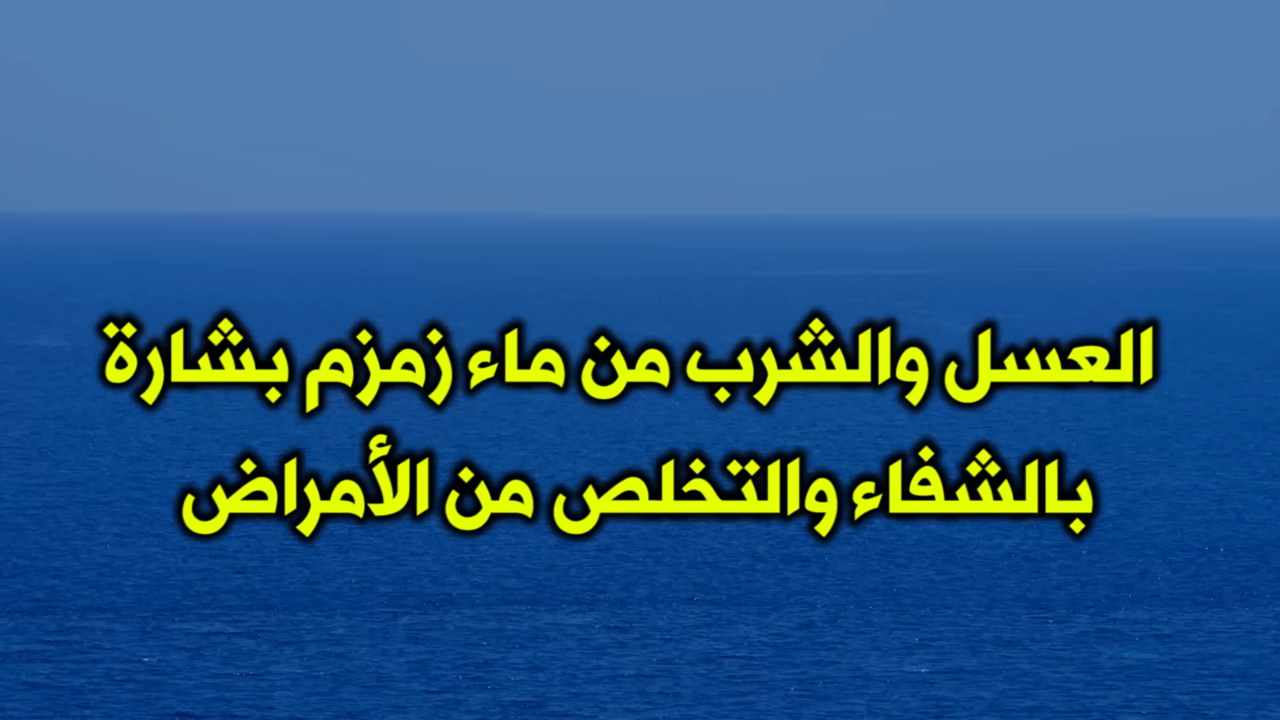 العسل والشرب من ماء زمزم بشارة
بالشفاء والتخلص من الأمراض